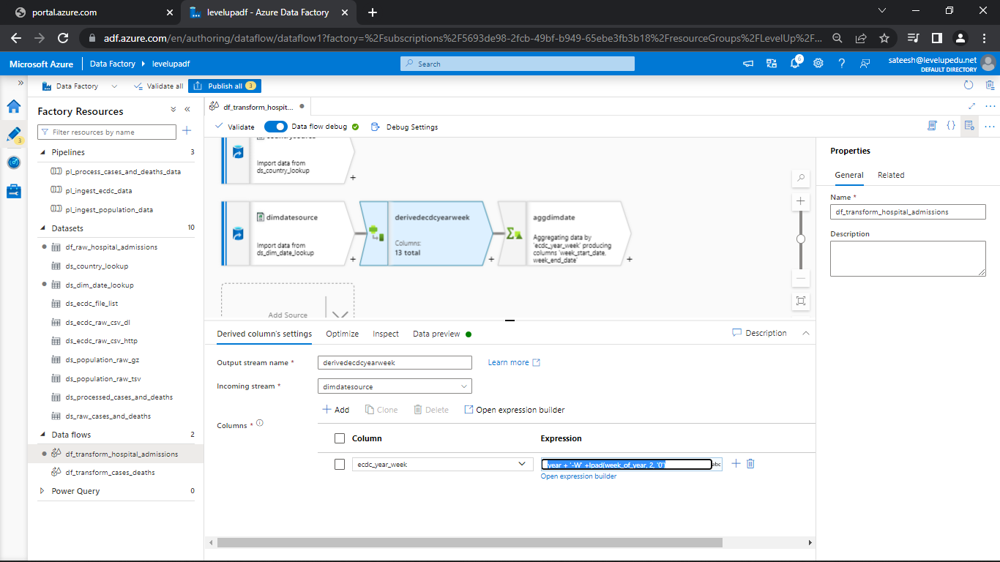 portal.azure.com
levelupadf - Azure Data Factory
adf.azure.com/en/authoring/dataflow/dataflow1?factory=%2Fsubscriptions%2F5693de98-2fcb-49bf-b949-65ebe3fb3b18%2FresourceGroups%2FLevelUp%2F...
Microsoft Azure
Data Factory
levelupadf
Search
6
sateesh@levelupedu.net
DEFAULT DIRECTORY
Data Factory
Validate all
Publish all 3
3
Factory Resources
Filter resources by name
Pipelines 3
pl_process_cases_and_deaths_data
pl_ingest_ecdc_data
pl_ingest_population_data
Datasets 10
df_raw_hospital_admissions
ds_country_lookup
ds_dim_date_lookup
ds_ecdc_file_list
ds_ecdc_raw_csv_dl
ds_ecdc_raw_csv_http
ds_population_raw_gz
ds_population_raw_tsv
ds_processed_cases_and_deaths
ds_raw_cases_and_deaths
Data flows 2
df_transform_hospital_admissions
df_transform_cases_deaths
Power Query 0
df_transform_hospit...
Validate
Data flow debug
Debug Settings
Import data from
ds_country_lookup
dimdatesource
Import data from
ds_dim_date_lookup
derivedecdcyearweek
Columns:
13 total
aggdimdate
Aggregating data by
'ecdc_year_week' producing
columns 'week_start_date,
week_end_date'
Add Source
Derived column's settings
Optimize
Inspect
Data preview
Description
Output stream name *
derivedecdcyearweek
Learn more
Incoming stream *
dimdatesource
Add
Clone
Delete
Open expression builder
Columns *
Column
Expression
ecdc_year_week
year + '-W' +lpad(week_of_year, 2, '0')
abc
Open expression builder
Properties
General
Related
Name *
df_transform_hospital_admissions
Description